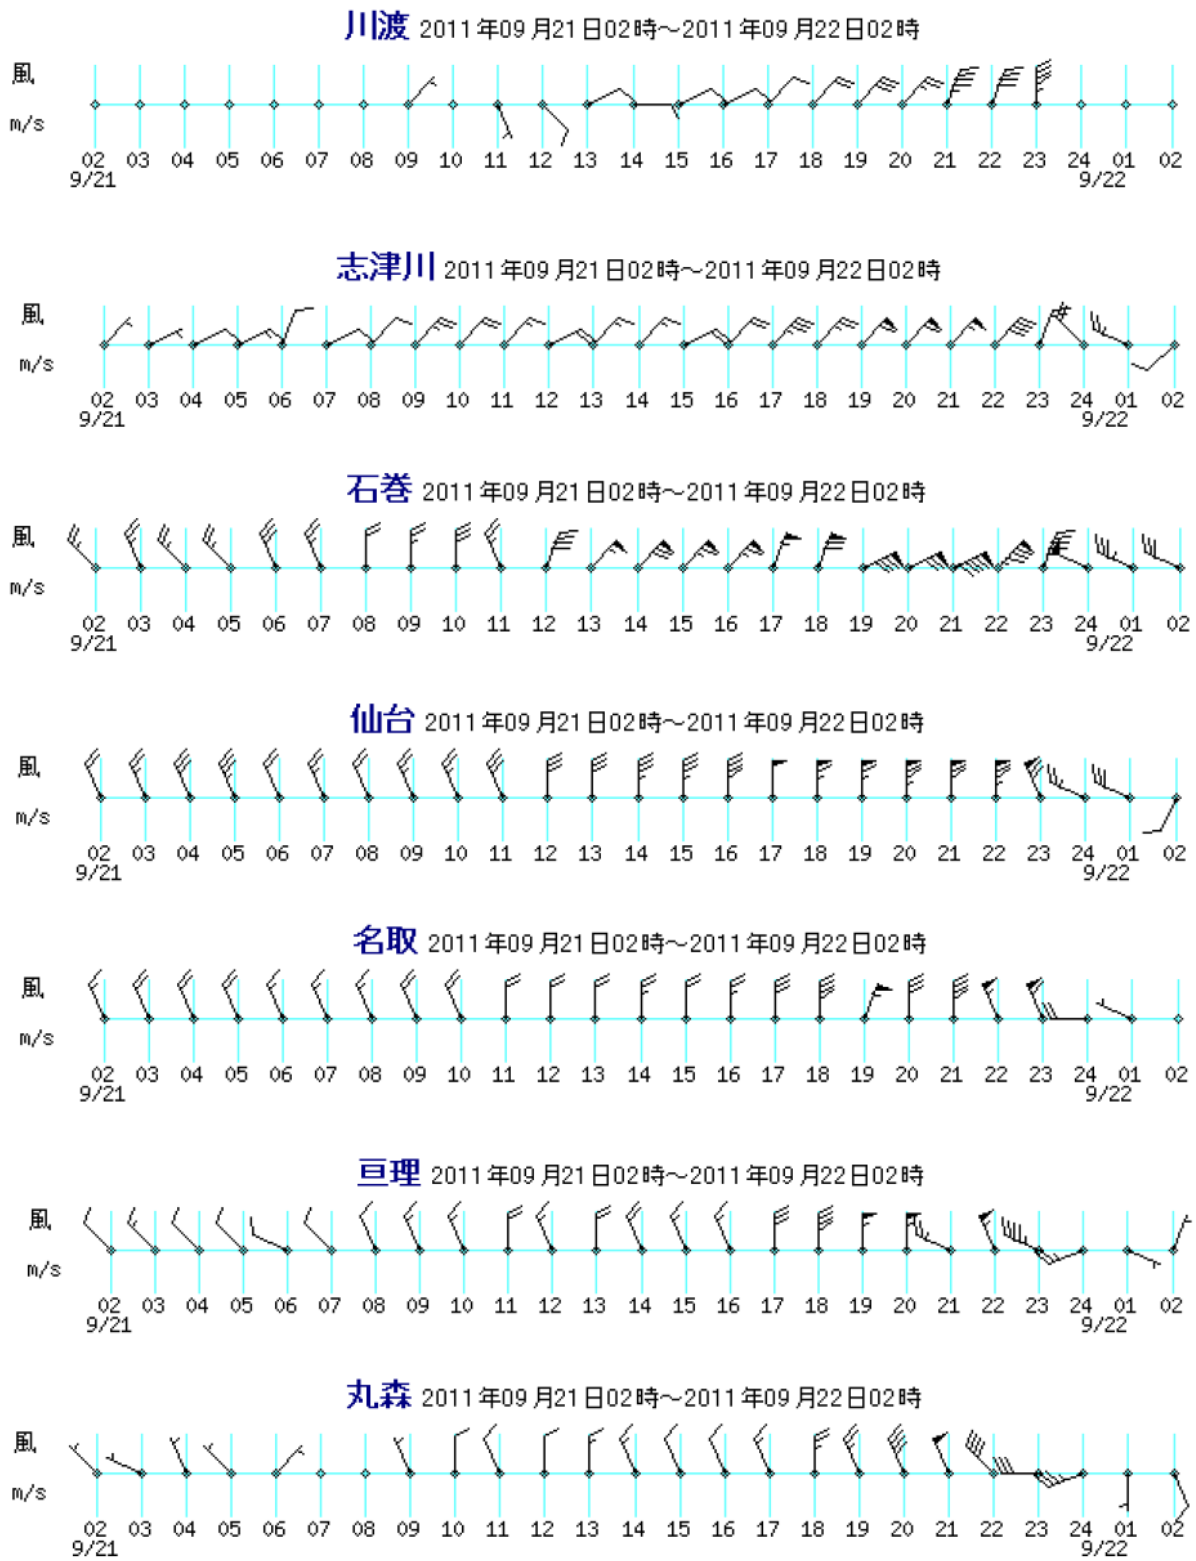 川渡 2011年09月21日02時～2011年09月22日02時
風
m/s
02 03 04 05 06 07 08 09 10 11 12 13 14 15 16 17 18 19 20 21 22 23 24 01 02
9/21 9/22
志津川 2011年09月21日02時～2011年09月22日02時
風
m/s
02 03 04 05 06 07 08 09 10 11 12 13 14 15 16 17 18 19 20 21 22 23 24 01 02
9/21 9/22
石巻 2011年09月21日02時～2011年09月22日02時
風
m/s
02 03 04 05 06 07 08 09 10 11 12 13 14 15 16 17 18 19 20 21 22 23 24 01 02
9/21 9/22
仙台 2011年09月21日02時～2011年09月22日02時
風
m/s
02 03 04 05 06 07 08 09 10 11 12 13 14 15 16 17 18 19 20 21 22 23 24 01 02
9/21 9/22
名取 2011年09月21日02時～2011年09月22日02時
風
m/s
02 03 04 05 06 07 08 09 10 11 12 13 14 15 16 17 18 19 20 21 22 23 24 01 02
9/21 9/22
亘理 2011年09月21日02時～2011年09月22日02時
風
m/s
02 03 04 05 06 07 08 09 10 11 12 13 14 15 16 17 18 19 20 21 22 23 24 01 02
9/21 9/22
丸森 2011年09月21日02時～2011年09月22日02時
風
m/s
02 03 04 05 06 07 08 09 10 11 12 13 14 15 16 17 18 19 20 21 22 23 24 01 02
9/21 9/22